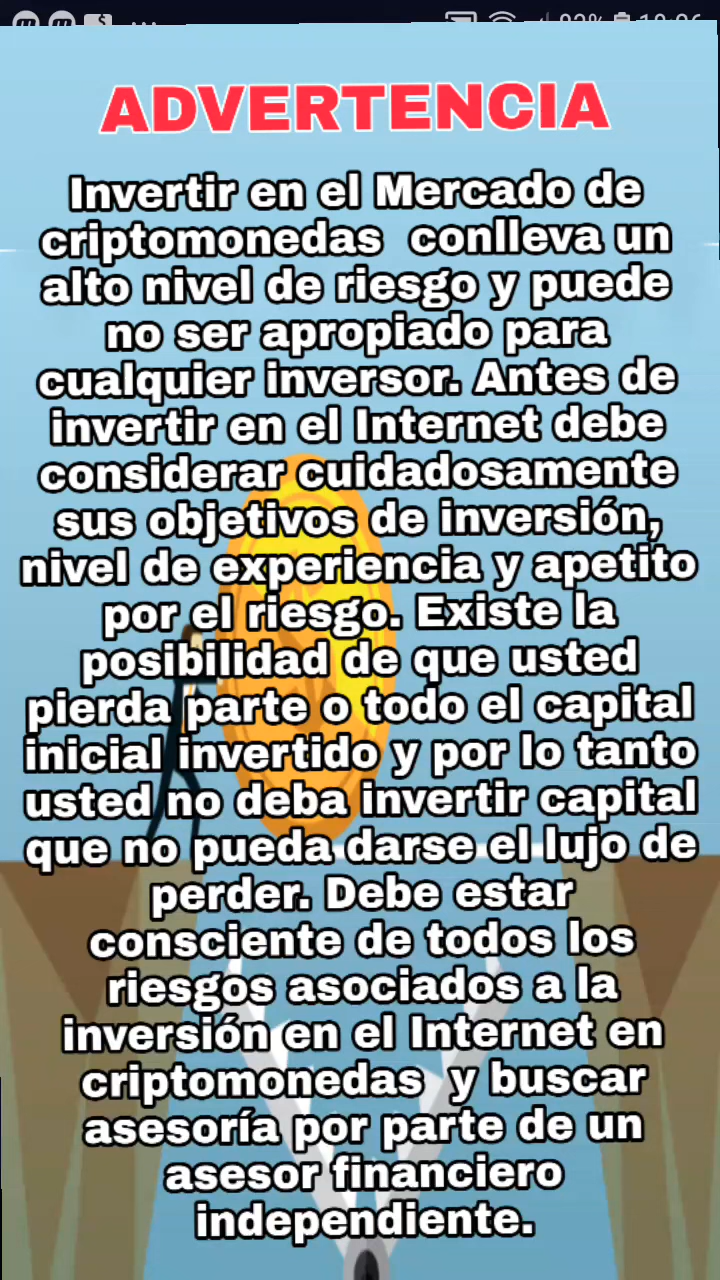 ADVERTENCIA
Invertir en el Mercado de
criptomonedas conlleva un
alto nivel de riesgo y puede
no ser apropiado para
cualquier inversor. Antes de
invertir en el Internet debe
considerar cuidadosamente
sus objetivos de inversión,
nivel de experiencia y apetito
por el riesgo. Existe la
posibilidad de que usted
pierda parte o todo el capital
inicial invertido y por lo tanto
usted no deba invertir capital
que no pueda darse el lujo de
perder. Debe estar
consciente de todos los
riesgos asociados a la
inversión en el Internet en
criptomonedas y buscar
asesoría por parte de un
asesor financiero
independiente.